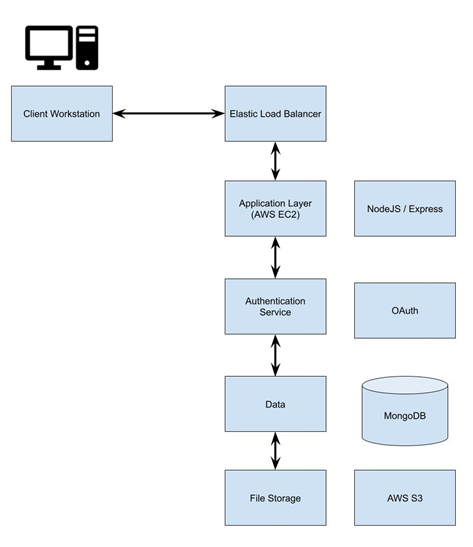 Client Workstation
Elastic Load Balancer
Application Layer
(AWS EC2)
NodeJS / Express
Authentication
Service
OAuth
Data
MongoDB
File Storage
AWS S3